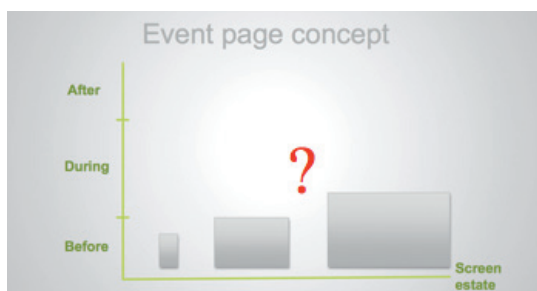 Event page concept
After
During
?
Before
Screen
estate